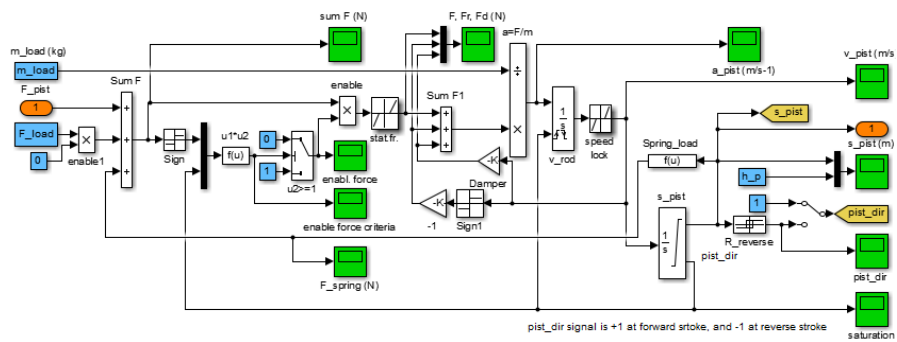 sum F (N)
F, Fr, Fd (N)
a=F/m
m_load (kg)
m_load
Sum F
F_pist
1
F_load
0
enable1
Sign
u1*u2
f(u)
0
1
u2>=1
enable
stat.fr.
enabl. force
enable force criteria
Sum F1
-K-
Damper
-K-
-1
Sign1
F_spring (N)
÷
×
1
s
v_rod
speed
lock
a_pist (m/s-1)
v_pist (m/s
s_pist
1
s_pist (m)
Spring_load
f(u)
h_p
s_pist
1
s
1
R_reverse
pist_dir
pist_dir
pist_dir
saturation
pist_dir signal is +1 at forward srtoke, and -1 at reverse stroke